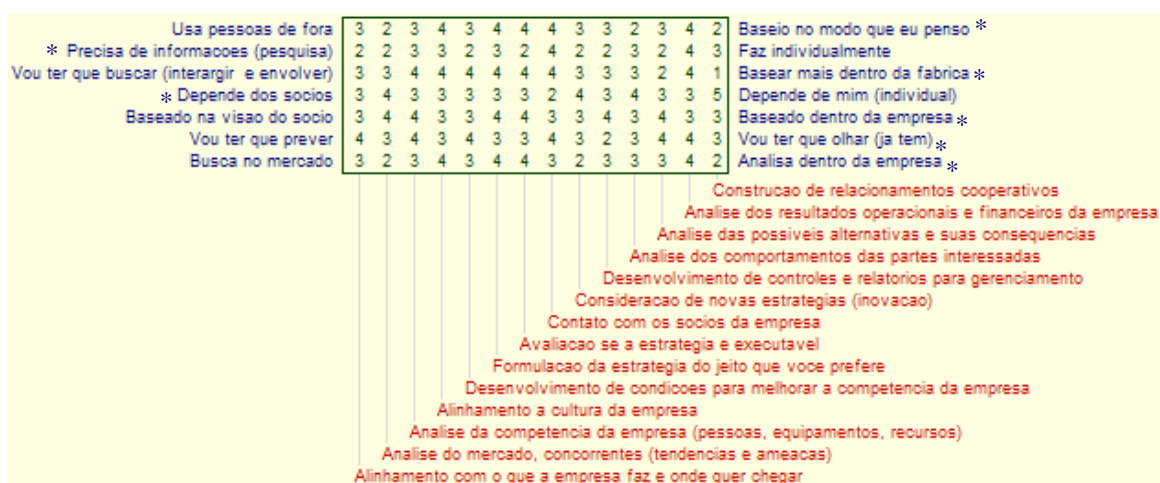 Usa pessoas de fora 3 2 3 4 3 4 4 4 3 3 2 3 4 2 Baseio no modo que eu penso *
* Precisa de informacoes (pesquisa) 2 2 3 3 2 3 2 4 2 2 3 2 4 3 Faz individualmente
Vou ter que buscar (interargir e envolver) 3 3 4 4 4 4 4 4 3 3 3 2 4 1 Basear mais dentro da fabrica *
* Depende dos socios 3 4 3 3 3 3 3 2 4 3 4 3 3 5 Depende de mim (individual)
Baseado na visao do socio 3 4 4 3 3 4 4 3 3 4 3 4 3 3 Baseado dentro da empresa *
Vou ter que prever 4 3 4 3 4 3 3 4 3 2 3 4 4 3 Vou ter que olhar (ja tem) *
Busca no mercado 3 2 3 4 3 4 4 3 2 3 3 3 4 2 Analisa dentro da empresa *
Construcao de relacionamentos cooperativos
Analise dos resultados operacionais e financeiros da empresa
Analise das possiveis alternativas e suas consequencias
Analise dos comportamentos das partes interessadas
Desenvolvimento de controles e relatorios para gerenciamento
Consideracao de novas estrategias (inovacao)
Contato com os socios da empresa
Avaliacao se a estrategia e executavel
Formulacao da estrategia do jeito que voce prefere
Desenvolvimento de condicoes para melhorar a competencia da empresa
Alinhamento a cultura da empresa
Analise da competencia da empresa (pessoas, equipamentos, recursos)
Analise do mercado, concorrentes (tendencias e ameacas)
Alinhamento com o que a empresa faz e onde quer chegar